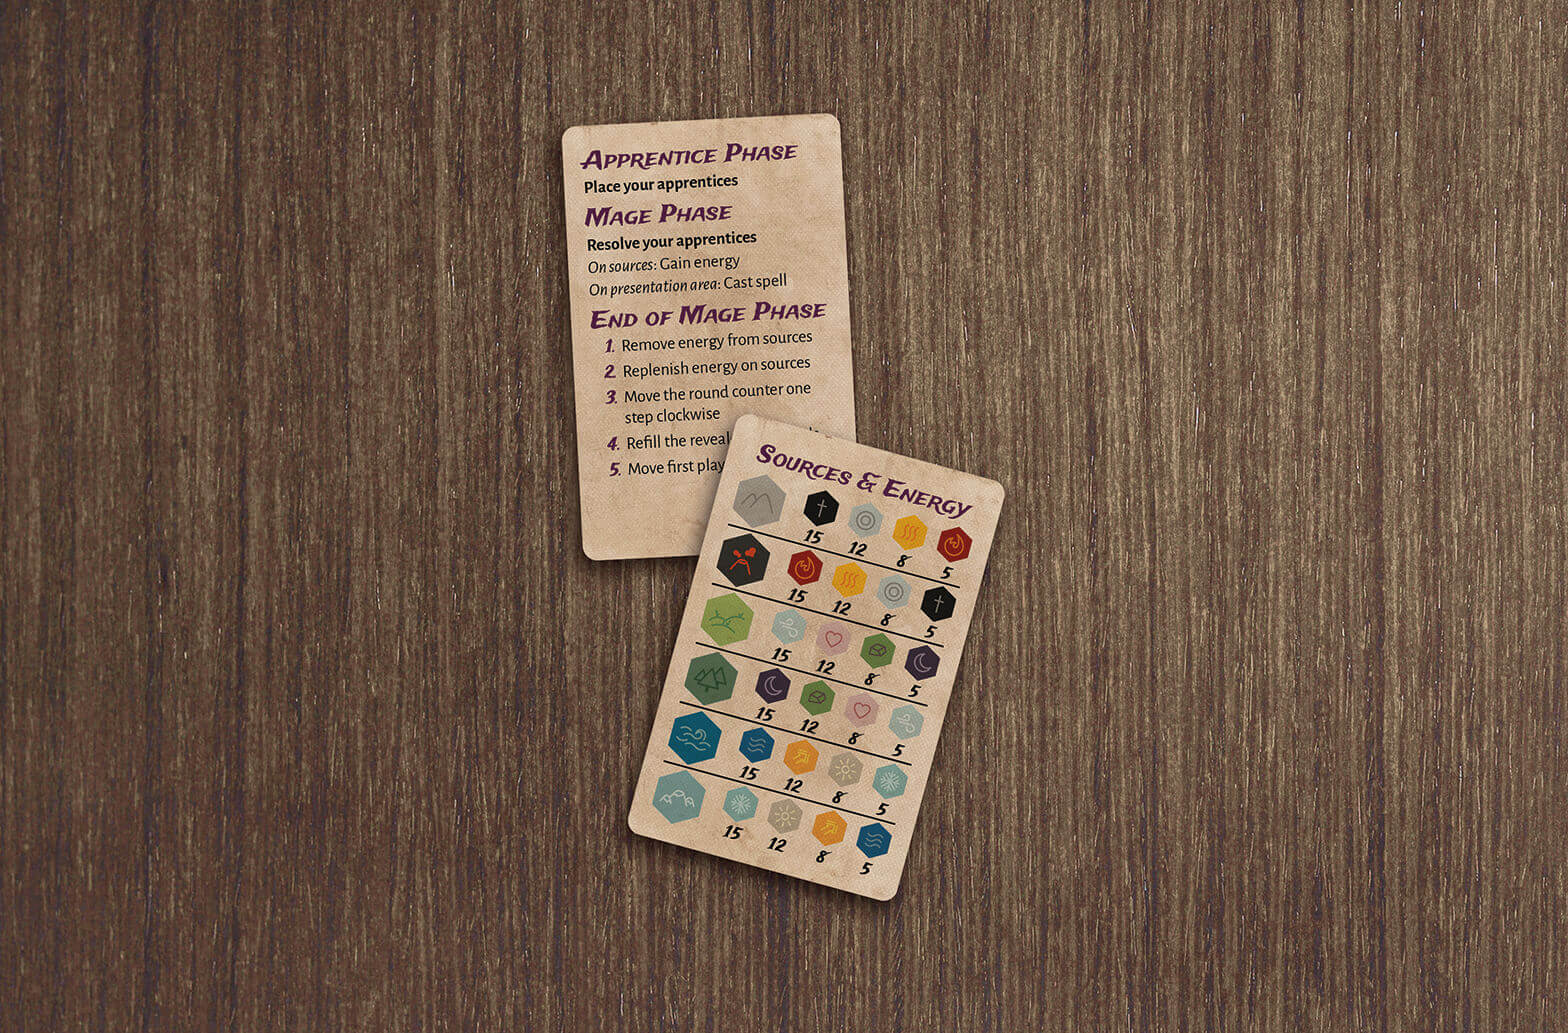 Apprentice Phase
Place your apprentices
Mage Phase
Resolve your apprentices
On sources: Gain energy
On presentation area: Cast spell
End of Mage Phase
1. Remove energy from sources
2. Replenish energy on sources
3. Move the round counter one
step clockwise
4. Refill the reveal
5. Move first play
Sources & Energy
15 12 8 5
15 12 8 5
15 12 8 5
15 12 8 5
15 12 8 5
15 12 8 5